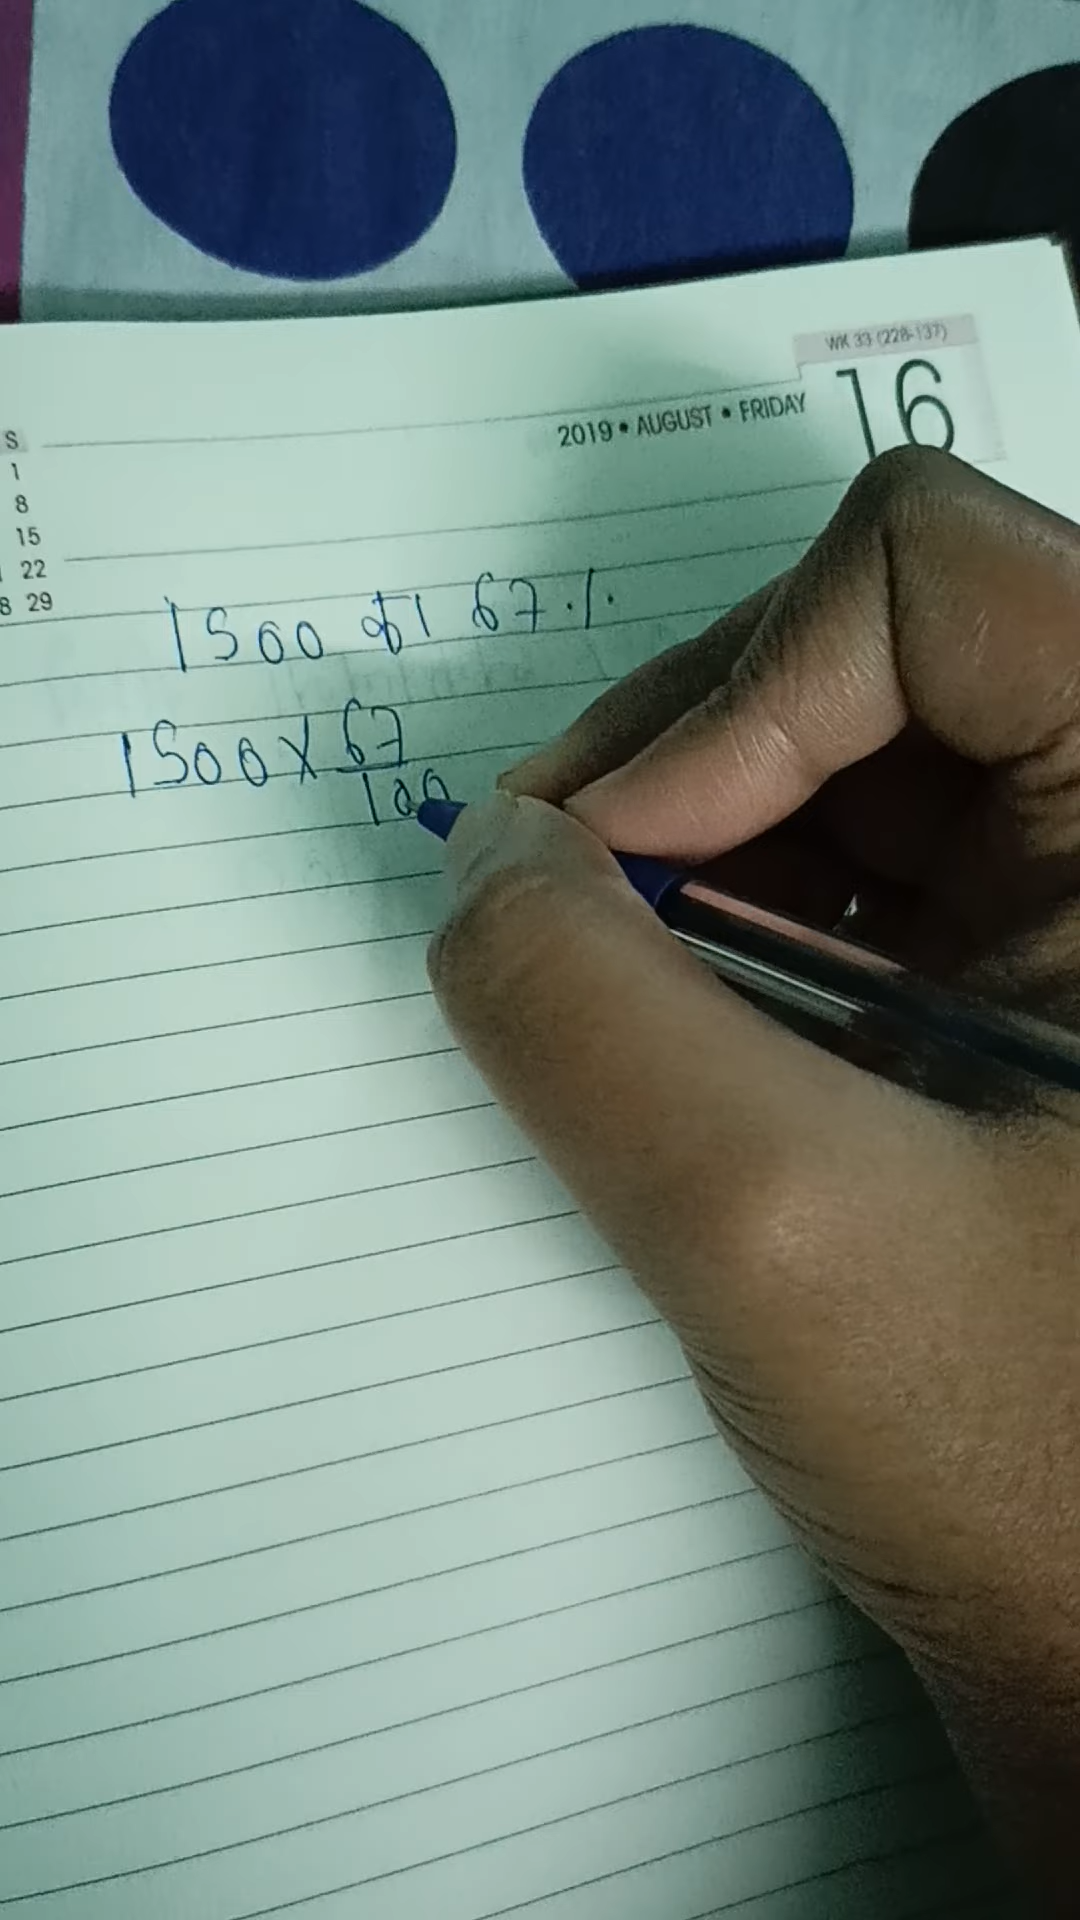 WK 33 (228-137)
16
2019 • AUGUST • FRIDAY
S
1
8
15
22
8 29
1500 का 67 %
1500 × 67
100